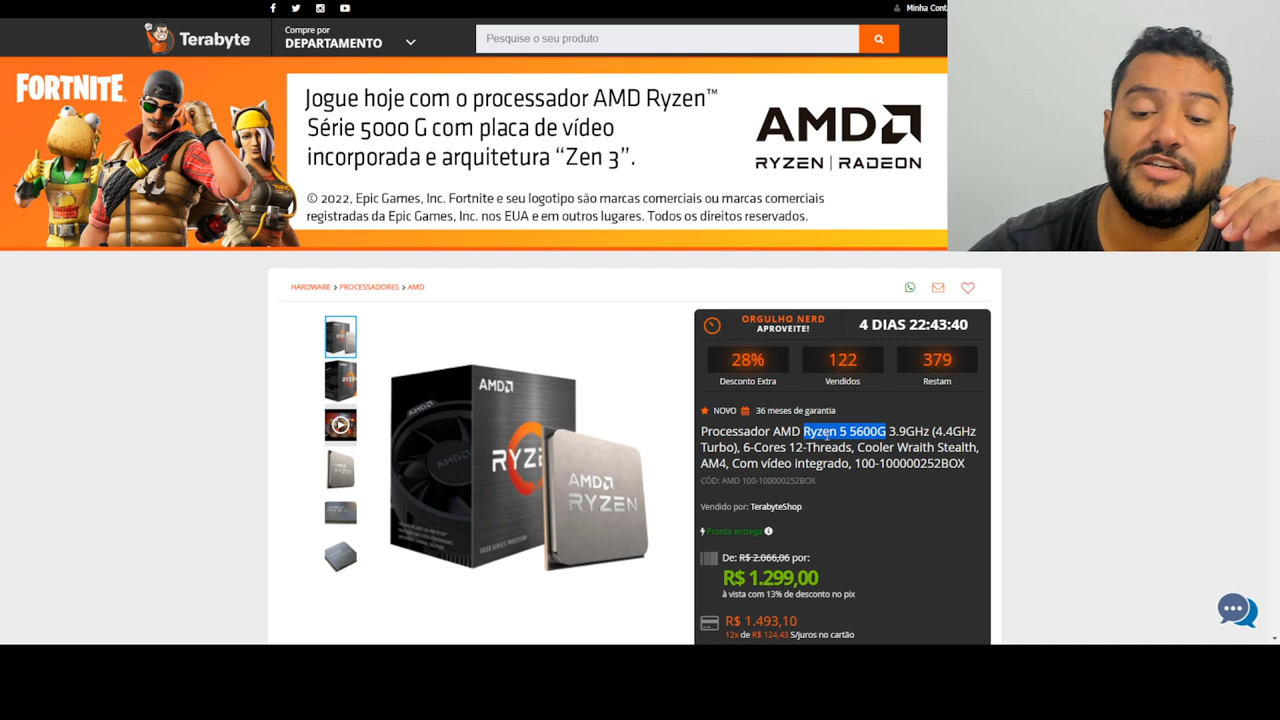 Minha Cont
Terabyte
Compre por
DEPARTAMENTO
Pesquise o seu produto
FORTNITE
Jogue hoje com o processador AMD Ryzen™
Série 5000 G com placa de vídeo
incorporada e arquitetura “Zen 3”.
AMD
RYZEN | RADEON
© 2022, Epic Games, Inc. Fortnite e seu logotipo são marcas comerciais ou marcas comerciais
registradas da Epic Games, Inc. nos EUA e em outros lugares. Todos os direitos reservados.
HARDWARE > PROCESSADORES > AMD
ORGULHO NERD
APROVEITE!
4 DIAS 22:43:40
28%
122
379
Desconto Extra
Vendidos
Restam
NOVO 36 meses de garantia
Processador AMD Ryzen 5 5600G 3.9GHz (4.4GHz
Turbo), 6-Cores 12-Threads, Cooler Wraith Stealth,
AM4, Com vídeo integrado, 100-100000252BOX
CÓD: AMD 100-100000252BOX
Vendido por: TerabyteShop
Pronta entrega
De: R$ 2.066,06 por:
R$ 1.299,00
à vista com 13% de desconto no pix
R$ 1.493,10
12x de R$ 124,43 S/juros no cartão
AMD
RYZE
AMD
RYZEN